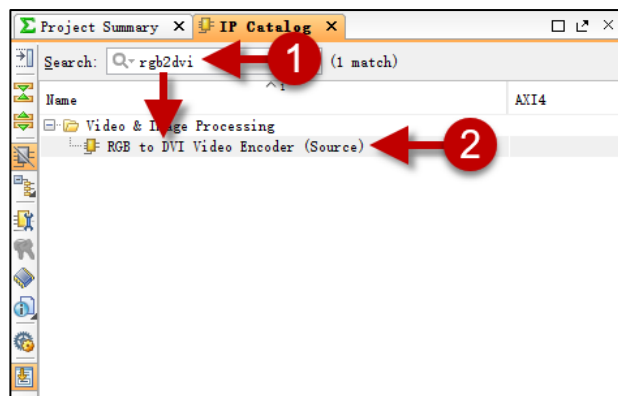 Project Summary X IP Catalog X
Search: rgb2dvi (1 match)
1
Name 1 AXI4
Video & Image Processing
RGB to DVI Video Encoder (Source)
2